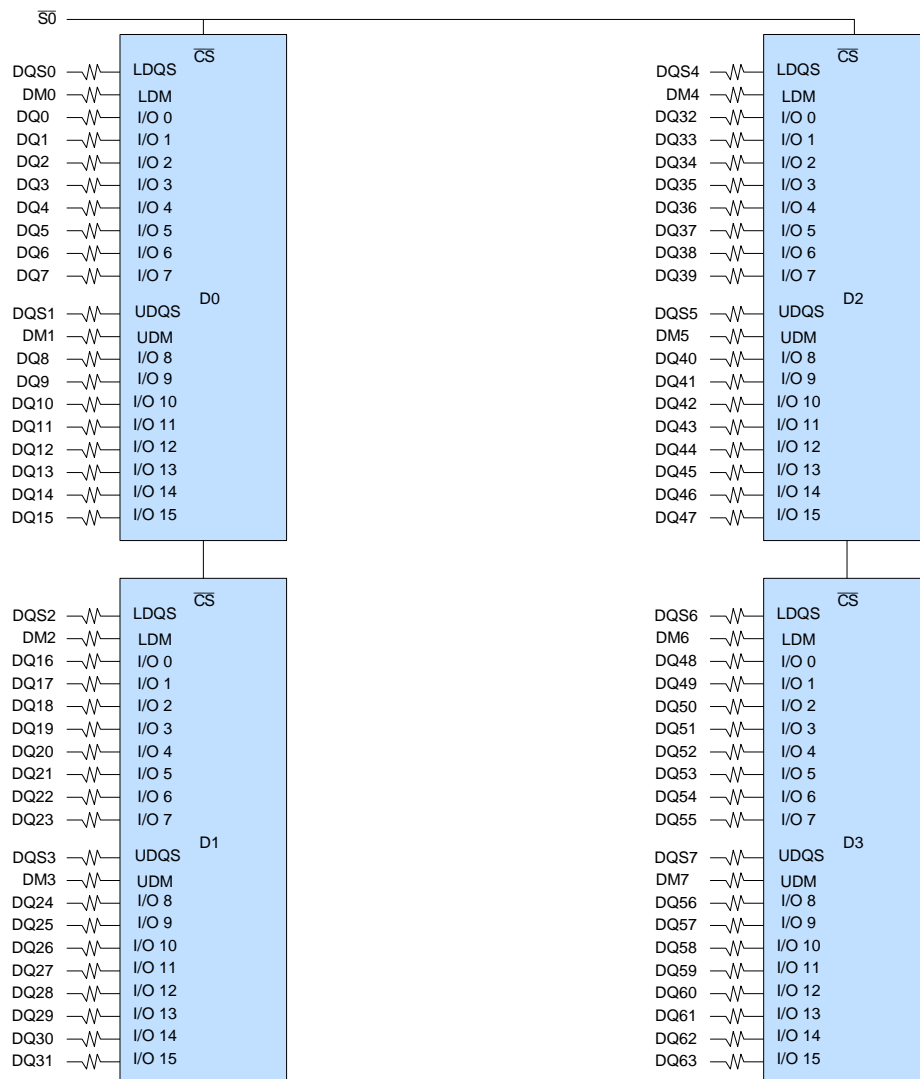 S0
CS
DQS0 LDQS
DM0 LDM
DQ0 I/O 0
DQ1 I/O 1
DQ2 I/O 2
DQ3 I/O 3
DQ4 I/O 4
DQ5 I/O 5
DQ6 I/O 6
DQ7 I/O 7
D0
DQS1 UDQS
DM1 UDM
DQ8 I/O 8
DQ9 I/O 9
DQ10 I/O 10
DQ11 I/O 11
DQ12 I/O 12
DQ13 I/O 13
DQ14 I/O 14
DQ15 I/O 15
CS
DQS4 LDQS
DM4 LDM
DQ32 I/O 0
DQ33 I/O 1
DQ34 I/O 2
DQ35 I/O 3
DQ36 I/O 4
DQ37 I/O 5
DQ38 I/O 6
DQ39 I/O 7
D2
DQS5 UDQS
DM5 UDM
DQ40 I/O 8
DQ41 I/O 9
DQ42 I/O 10
DQ43 I/O 11
DQ44 I/O 12
DQ45 I/O 13
DQ46 I/O 14
DQ47 I/O 15
CS
DQS2 LDQS
DM2 LDM
DQ16 I/O 0
DQ17 I/O 1
DQ18 I/O 2
DQ19 I/O 3
DQ20 I/O 4
DQ21 I/O 5
DQ22 I/O 6
DQ23 I/O 7
D1
DQS3 UDQS
DM3 UDM
DQ24 I/O 8
DQ25 I/O 9
DQ26 I/O 10
DQ27 I/O 11
DQ28 I/O 12
DQ29 I/O 13
DQ30 I/O 14
DQ31 I/O 15
CS
DQS6 LDQS
DM6 LDM
DQ48 I/O 0
DQ49 I/O 1
DQ50 I/O 2
DQ51 I/O 3
DQ52 I/O 4
DQ53 I/O 5
DQ54 I/O 6
DQ55 I/O 7
D3
DQS7 UDQS
DM7 UDM
DQ56 I/O 8
DQ57 I/O 9
DQ58 I/O 10
DQ59 I/O 11
DQ60 I/O 12
DQ61 I/O 13
DQ62 I/O 14
DQ63 I/O 15